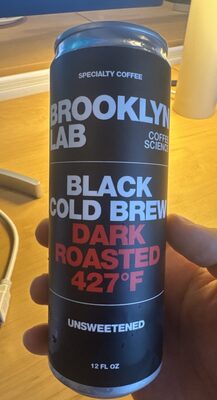 SPECIALTY COFFEE
BROOKLYN
LAB
COFFEE
SCIENCE
BLACK
COLD BREW
DARK
ROASTED
427°F
UNSWEETENED
12 FL OZ